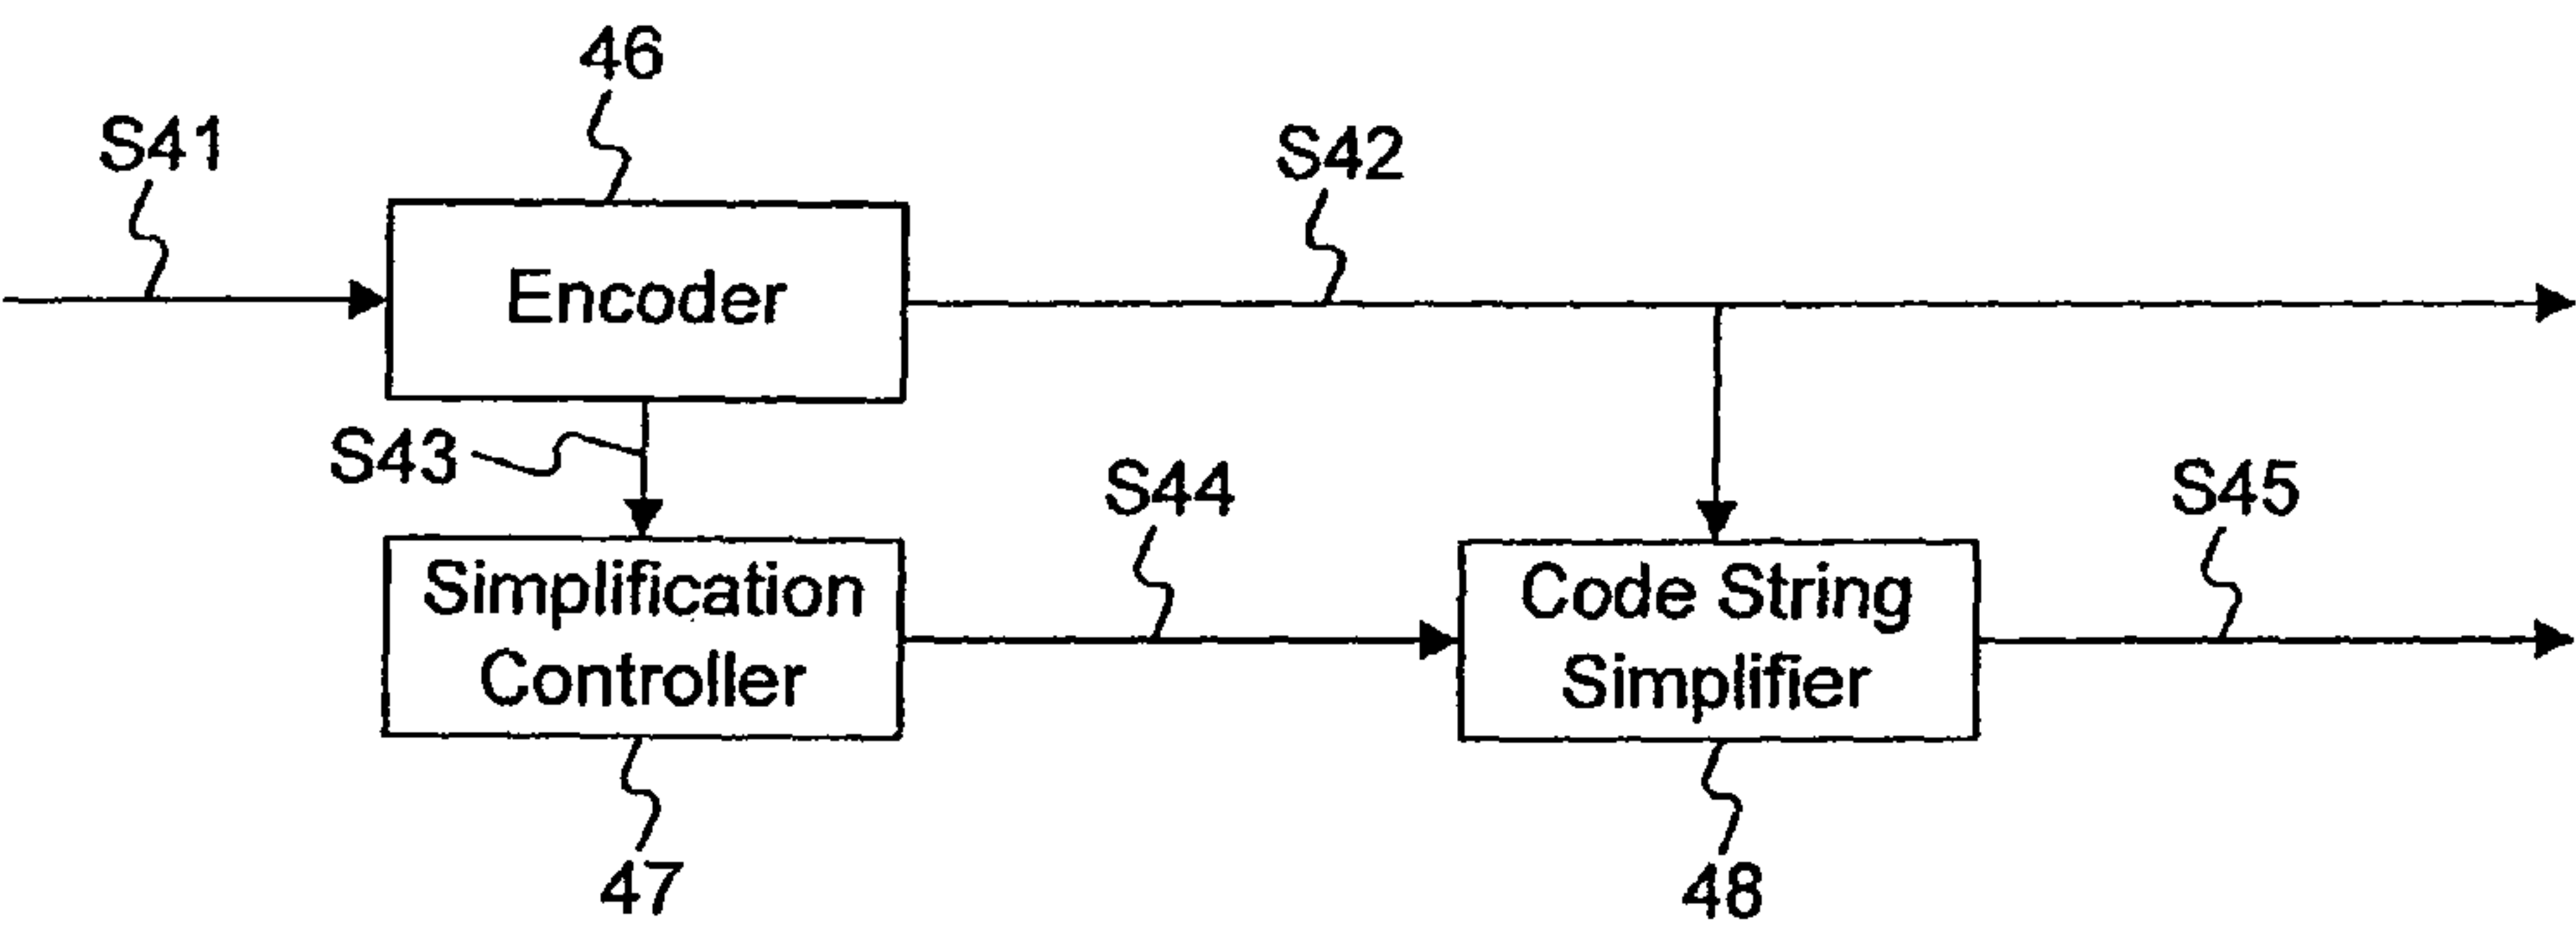 46
S41
S42
Encoder
S43
S44
S45
Simplification
Controller
Code String
Simplifier
47
48